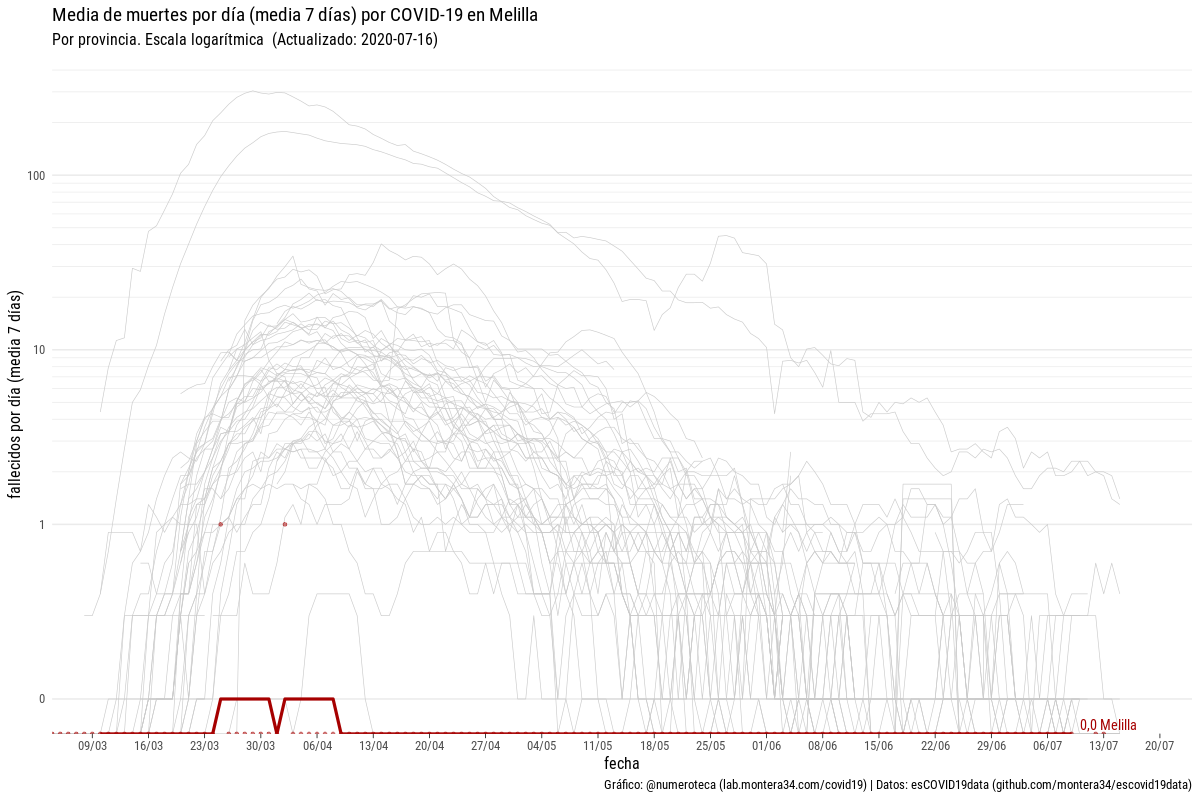 Media de muertes por día (media 7 días) por COVID-19 en Melilla
Por provincia. Escala logarítmica  (Actualizado: 2020-07-16)
fallecidos por día (media 7 días)
100
10
1
0
0,0 Melilla
09/03 16/03 23/03 30/03 06/04 13/04 20/04 27/04 04/05 11/05 18/05 25/05 01/06 08/06 15/06 22/06 29/06 06/07 13/07 20/07
fecha
Gráfico: @numeroteca (lab.montera34.com/covid19) | Datos: esCOVID19data (github.com/montera34/escovid19data)